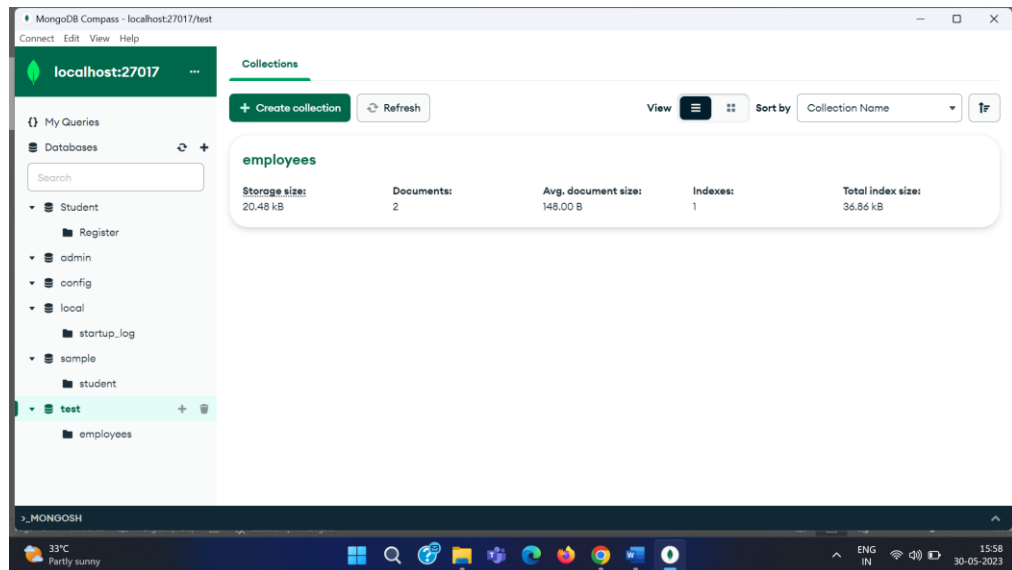 MongoDB Compass - localhost:27017/test
Connect Edit View Help
localhost:27017 ...
{} My Queries
Databases
Search
Student
Register
admin
config
local
startup_log
sample
student
test
employees
Collections
+ Create collection Refresh View Sort by Collection Name
employees
Storage size: Documents: Avg. document size: Indexes: Total index size:
20.48 kB 2 148.00 B 1 36.86 kB
>_MONGOSH
33°C
Partly sunny
ENG
IN
15:58
30-05-2023